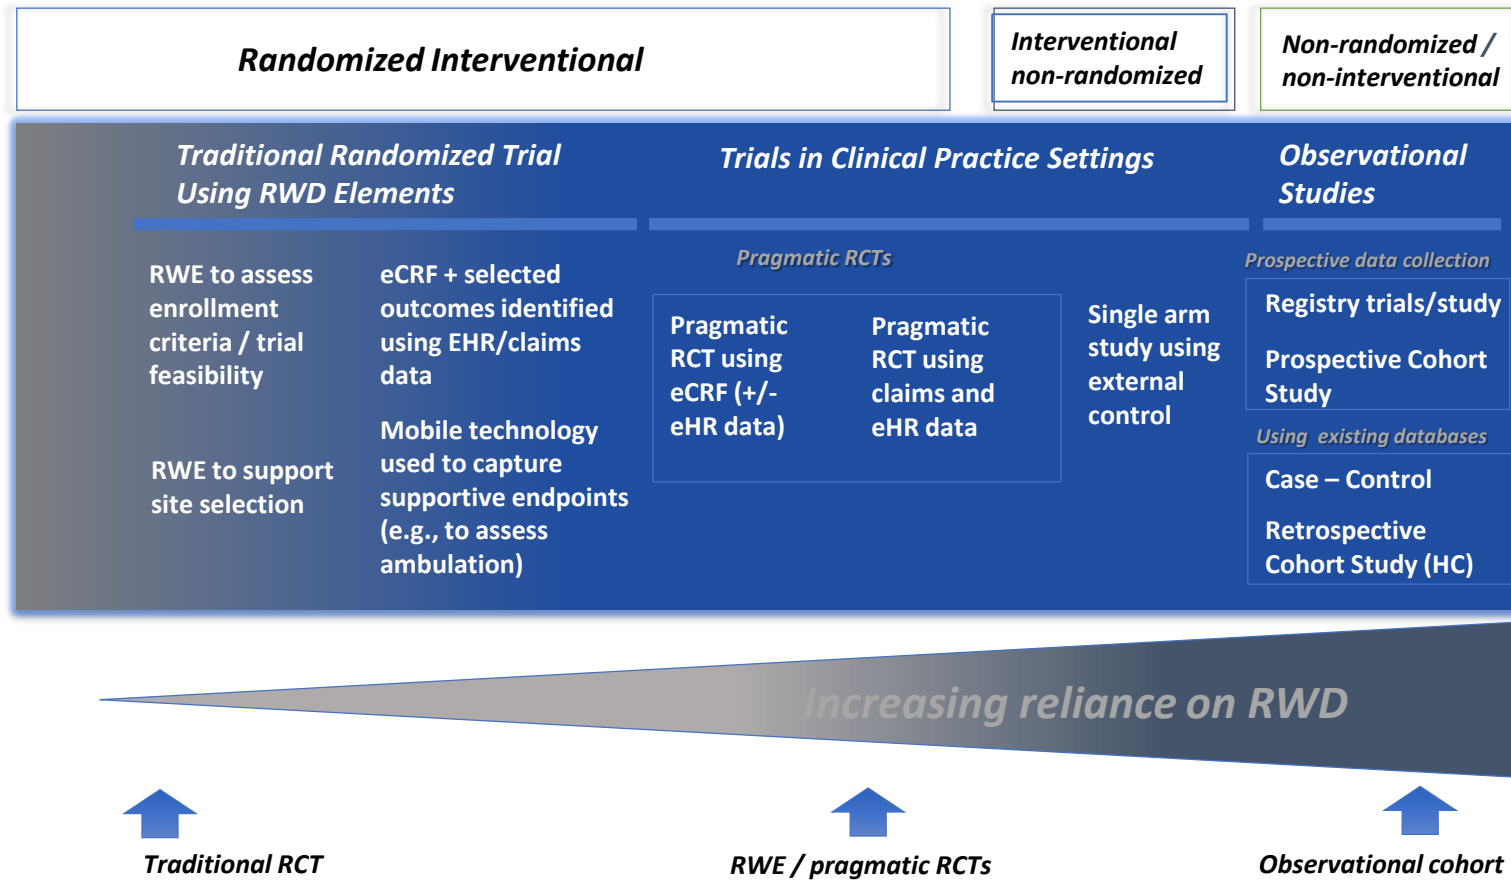 Randomized Interventional
Interventional
non-randomized
Non-randomized /
non-interventional
Traditional Randomized Trial
Using RWD Elements
Trials in Clinical Practice Settings
Observational
Studies
RWE to assess
enrollment
criteria / trial
feasibility
RWE to support
site selection
eCRF + selected
outcomes identified
using EHR/claims
data
Mobile technology
used to capture
supportive endpoints
(e.g., to assess
ambulation)
Pragmatic RCTs
Pragmatic
RCT using
eCRF (+/-
eHR data)
Pragmatic
RCT using
claims and
eHR data
Single arm
study using
external
control
Prospective data collection
Registry trials/study
Prospective Cohort
Study
Using existing databases
Case – Control
Retrospective
Cohort Study (HC)
Increasing reliance on RWD
Traditional RCT
RWE / pragmatic RCTs
Observational cohort